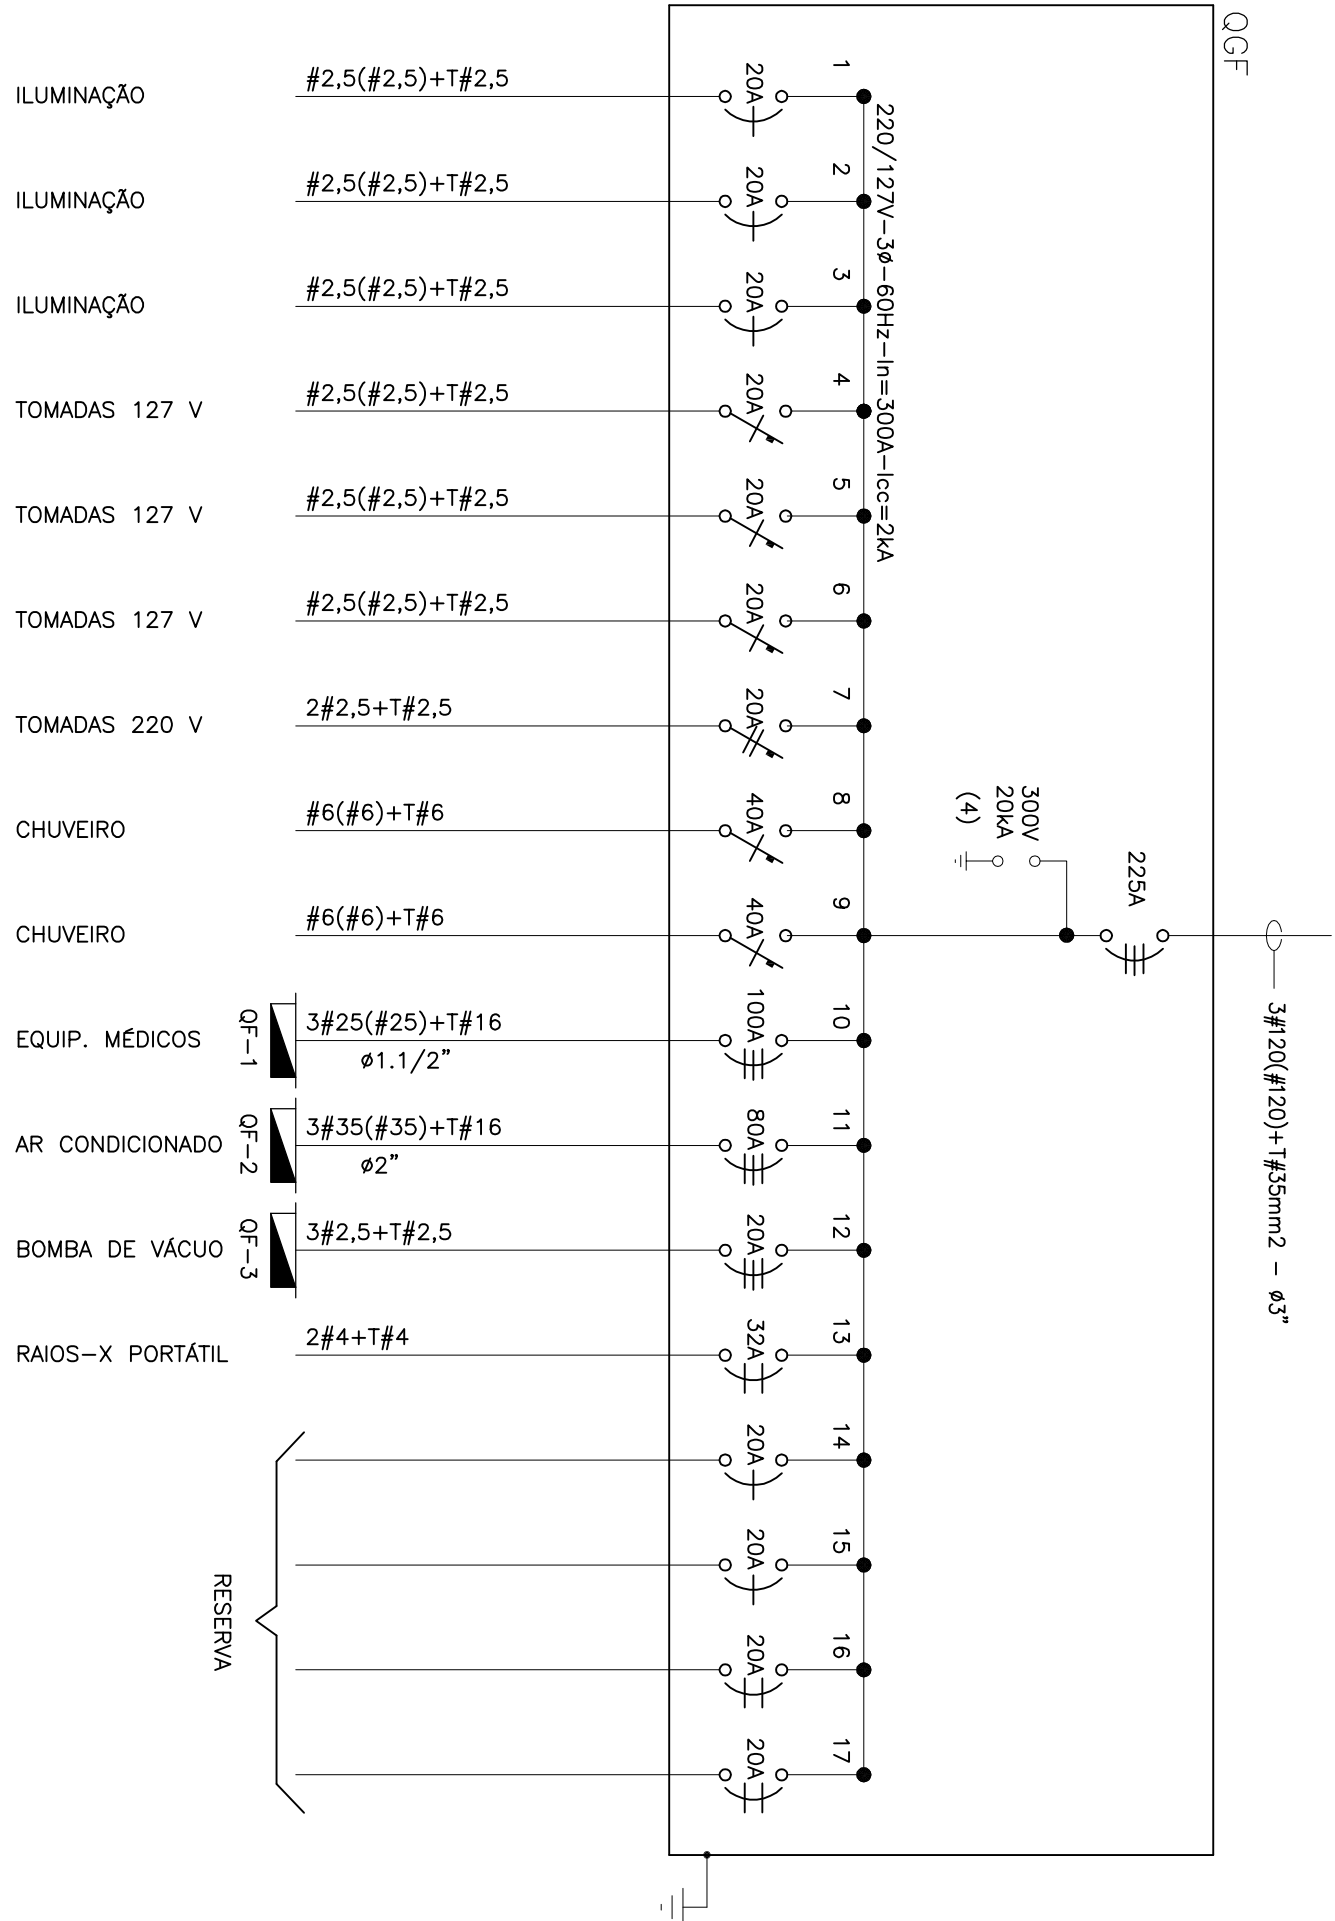 QGF
220/127V-3ø-60Hz-In=300A-Icc=2kA
225A
300V
20kA
(4)
3#120(#120)+T#35mm2 - ø3"
ILUMINAÇÃO #2,5(#2,5)+T#2,5 20A 1
ILUMINAÇÃO #2,5(#2,5)+T#2,5 20A 2
ILUMINAÇÃO #2,5(#2,5)+T#2,5 20A 3
TOMADAS 127 V #2,5(#2,5)+T#2,5 20A 4
TOMADAS 127 V #2,5(#2,5)+T#2,5 20A 5
TOMADAS 127 V #2,5(#2,5)+T#2,5 20A 6
TOMADAS 220 V 2#2,5+T#2,5 20A 7
CHUVEIRO #6(#6)+T#6 40A 8
CHUVEIRO #6(#6)+T#6 40A 9
EQUIP. MÉDICOS QF-1 3#25(#25)+T#16 100A 10
ø1.1/2"
AR CONDICIONADO QF-2 3#35(#35)+T#16 80A 11
ø2"
BOMBA DE VÁCUO QF-3 3#2,5+T#2,5 20A 12
RAIOS-X PORTÁTIL 2#4+T#4 32A 13
20A 14
20A 15
RESERVA
20A 16
20A 17